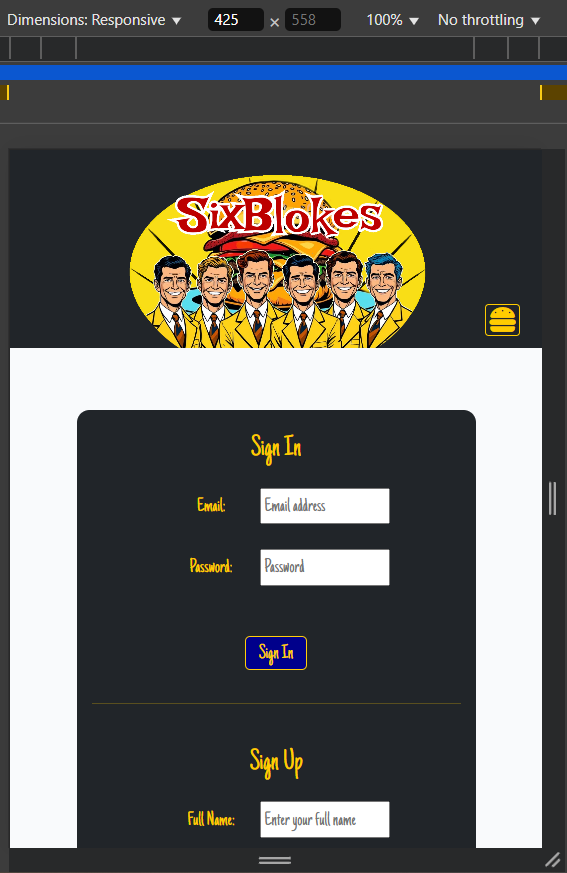 Dimensions: Responsive ▼ 425 × 558 100% ▼ No throttling ▼
SixBlokes
Sign In
Email: Email address
Password: Password
Sign In
Sign Up
Full Name: Enter your full name